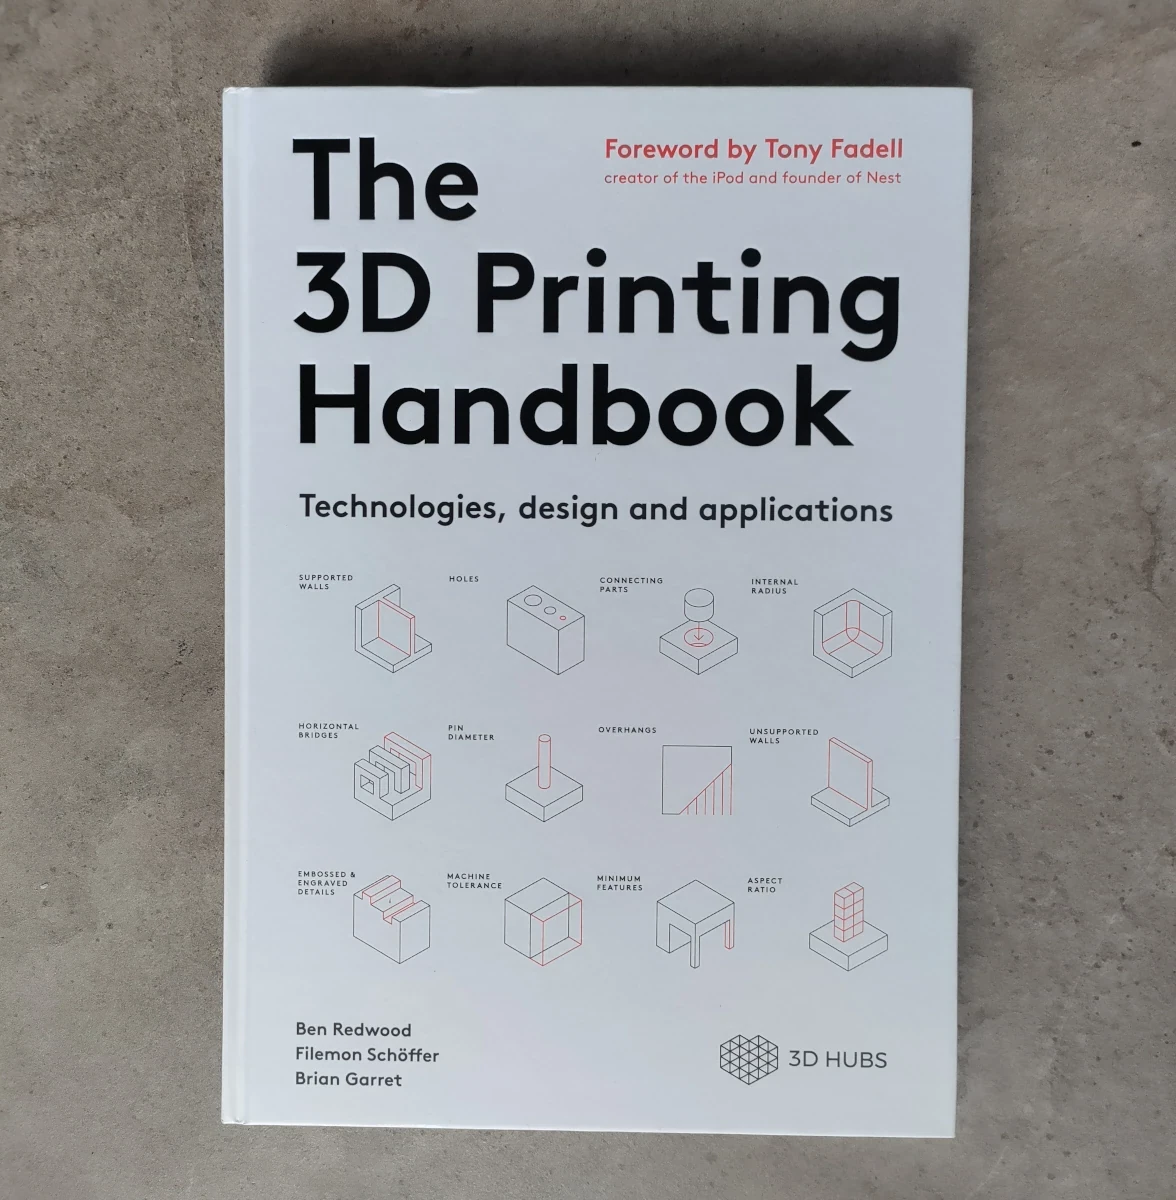 The
3D Printing
Handbook
Foreword by Tony Fadell
creator of the iPod and founder of Nest
Technologies, design and applications
SUPPORTED
WALLS
HOLES
CONNECTING
PARTS
INTERNAL
RADIUS
HORIZONTAL
BRIDGES
PIN
DIAMETER
OVERHANGS
UNSUPPORTED
WALLS
EMBOSSED &
ENGRAVED
DETAILS
MACHINE
TOLERANCE
MINIMUM
FEATURES
ASPECT
RATIO
Ben Redwood
Filemon Schöffer
Brian Garret
3D HUBS